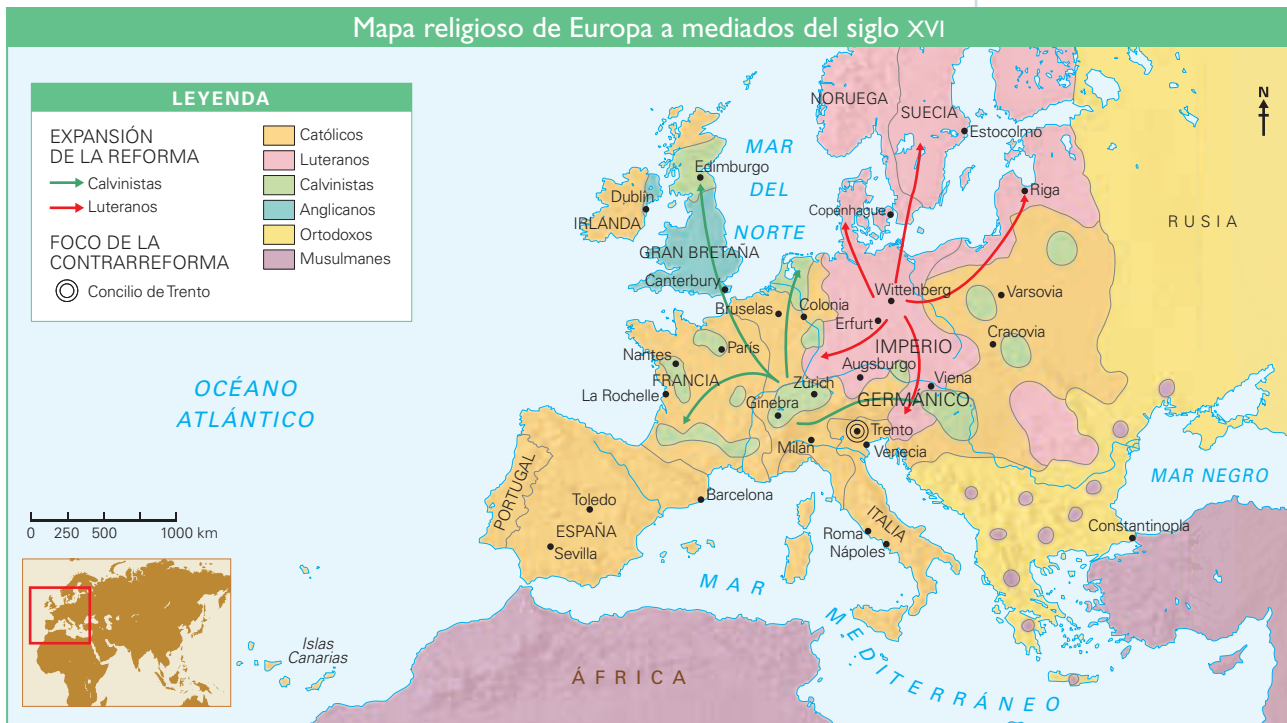 Mapa religioso de Europa a mediados del siglo XVI
LEYENDA
EXPANSIÓN
DE LA REFORMA
Calvinistas
Luteranos
FOCO DE LA
CONTRARREFORMA
Concilio de Trento
Católicos
Luteranos
Calvinistas
Anglicanos
Ortodoxos
Musulmanes
N
NORUEGA
SUECIA
Estocolmo
MAR
DEL
NORTE
Edimburgo
Dublín
IRLANDA
GRAN BRETAÑA
Canterbury
Copenhague
Riga
RUSIA
Wittenberg
Varsovia
Bruselas
Colonia
Erfurt
Cracovia
IMPERIO
GERMÁNICO
Augsburgo
Viena
Nantes
París
FRANCIA
La Rochelle
Zúrich
Ginebra
Trento
Milán
Venecia
OCÉANO
ATLÁNTICO
MAR NEGRO
PORTUGAL
Toledo
ESPAÑA
Sevilla
Barcelona
ITALIA
Roma
Nápoles
Constantinopla
0 250 500 1000 km
MAR
MEDITERRÁNEO
Islas
Canarias
ÁFRICA